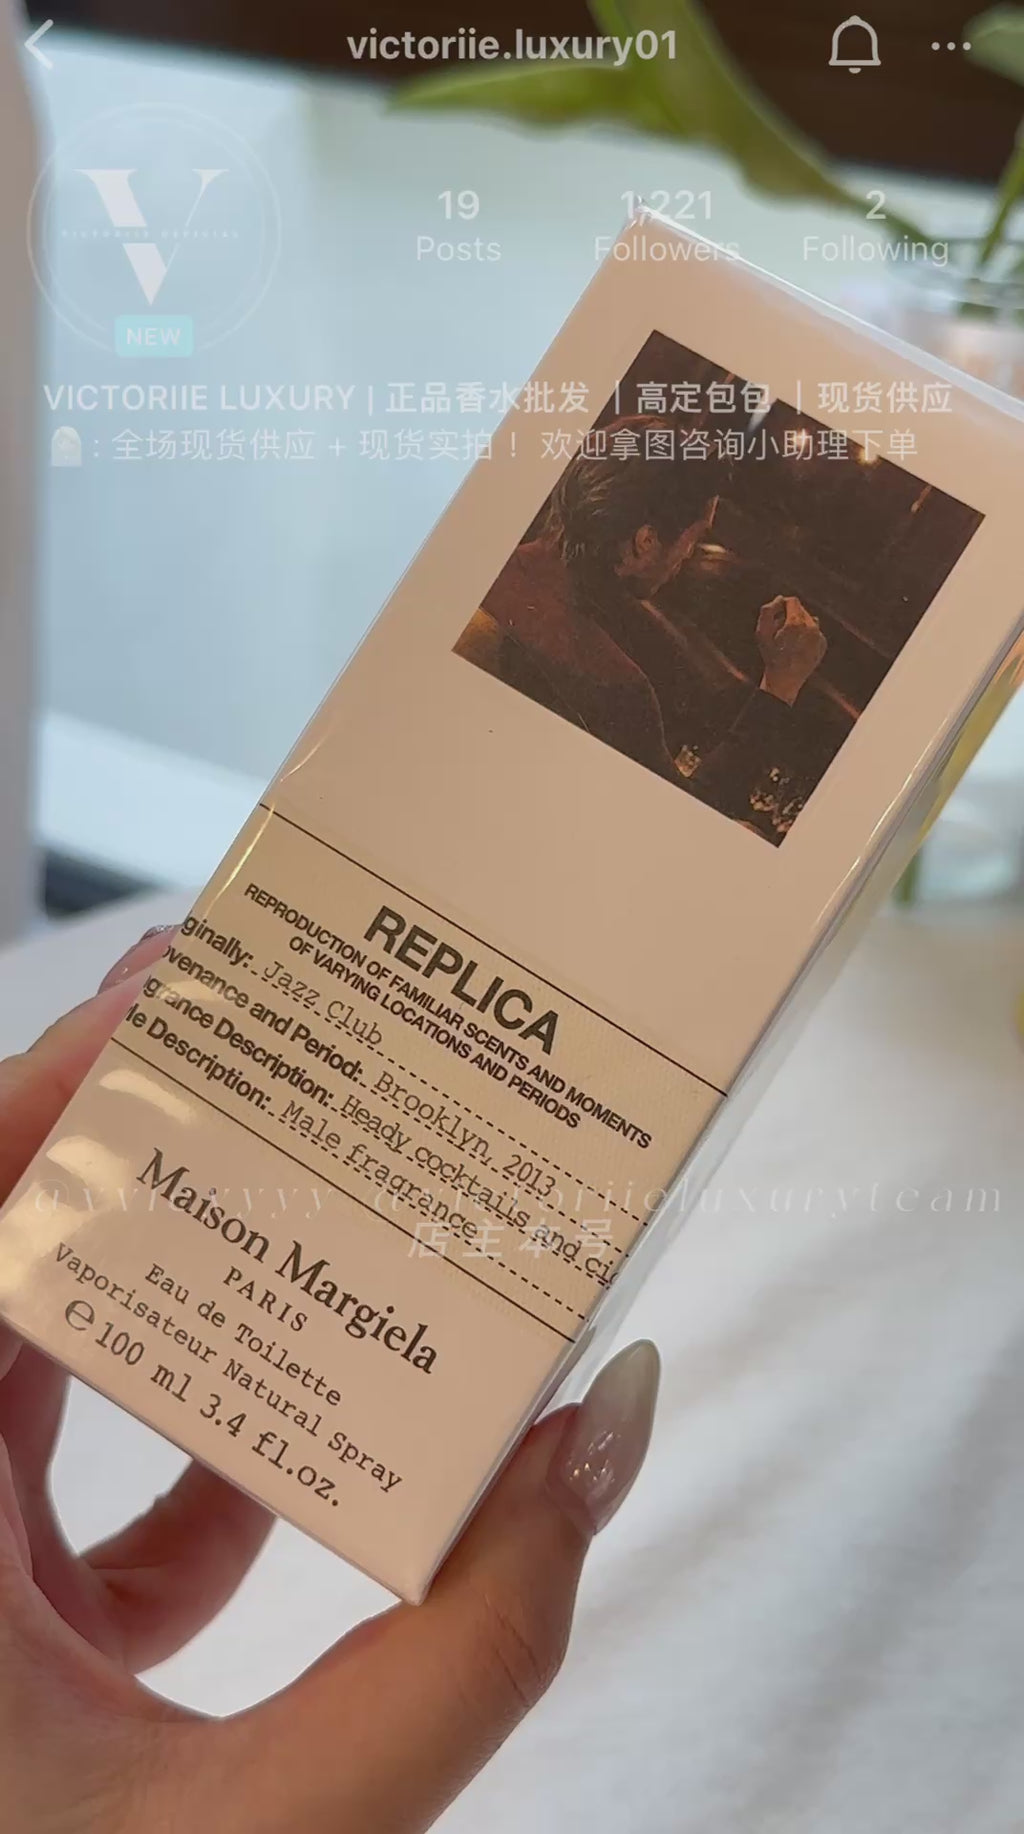 victoriie.luxury01
19
1,221
2
Posts
Followers
Following
V
NEW
VICTORIIE LUXURY | 正品香水批发 | 高定包包 | 现货供应
: 全场现货供应 + 现货实拍！ 欢迎拿图咨询小助理下单
REPLICA
REPRODUCTION OF FAMILIAR SCENTS AND MOMENTS
OF VARYING LOCATIONS AND PERIODS
ginally: Jazz Club
ovenance and Period: Brooklyn, 2013
grance Description: Heady cocktails and cig
le Description: Male fragrance
店主本号
Maison Margiela
PARIS
Eau de Toilette
Vaporisateur Natural Spray
℮ 100 ml 3.4 fl.oz.